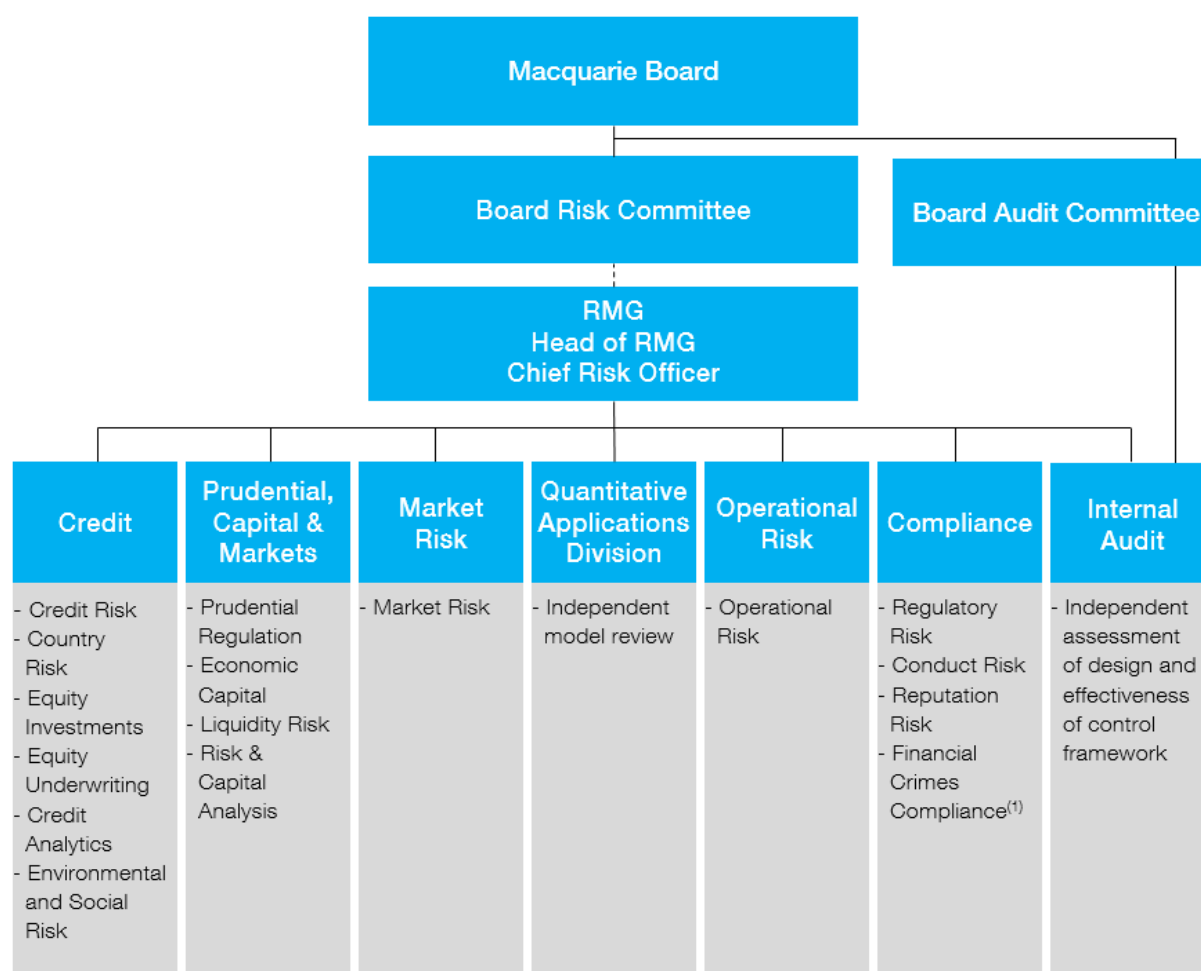 Macquarie Board
Board Risk Committee
Board Audit Committee
RMG
Head of RMG
Chief Risk Officer
Credit
- Credit Risk
- Country
Risk
- Equity
Investments
- Equity
Underwriting
- Credit
Analytics
- Environmental
and Social
Risk
Prudential,
Capital &
Markets
- Prudential
Regulation
- Economic
Capital
- Liquidity Risk
- Risk &
Capital
Analysis
Market
Risk
- Market Risk
Quantitative
Applications
Division
- Independent
model review
Operational
Risk
- Operational
Risk
Compliance
- Regulatory
Risk
- Conduct Risk
- Reputation
Risk
- Financial
Crimes
Compliance(1)
Internal
Audit
- Independent
assessment
of design and
effectiveness
of control
framework